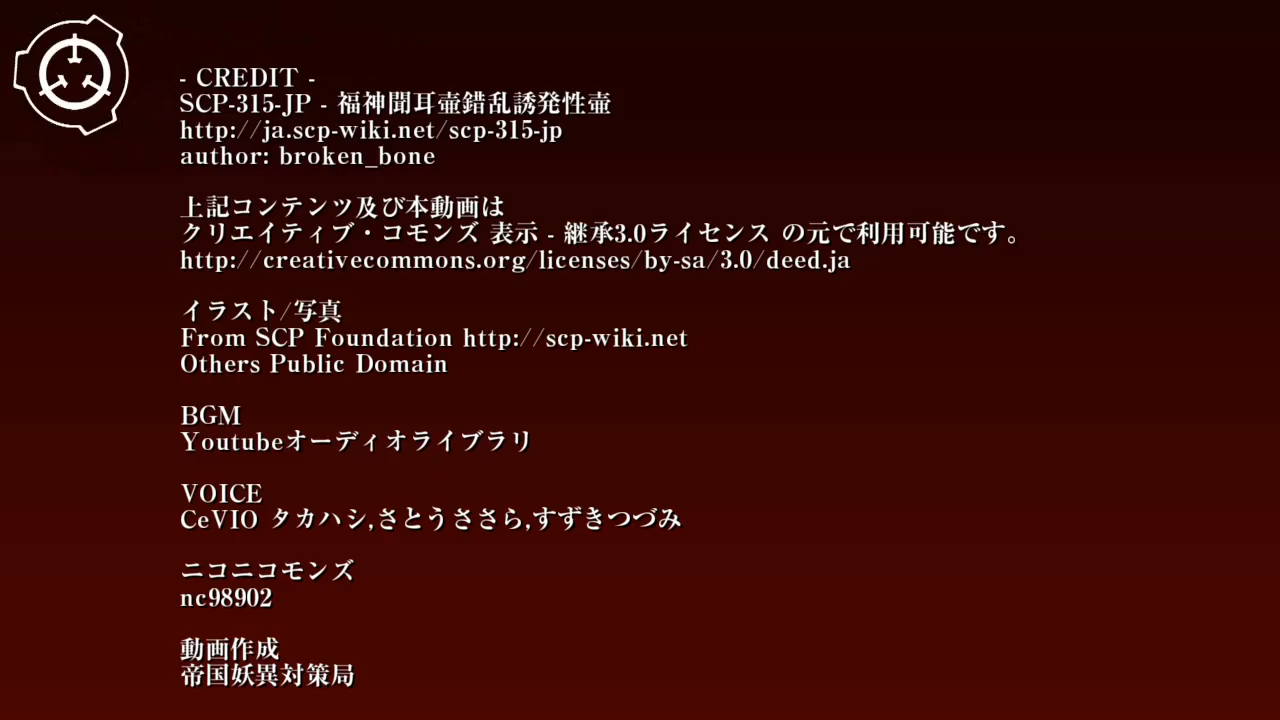 - CREDIT -
SCP-315-JP - 福神聞耳壷錯乱誘発性壷
http://ja.scp-wiki.net/scp-315-jp
author: broken_bone
上記コンテンツ及び本動画は
クリエイティブ・コモンズ 表示 - 継承3.0ライセンス の元で利用可能です。
http://creativecommons.org/licenses/by-sa/3.0/deed.ja
イラスト/写真
From SCP Foundation http://scp-wiki.net
Others Public Domain
BGM
Youtubeオーディオライブラリ
VOICE
CeVIO タカハシ,さとうささら,すずきつづみ
ニコニコモンズ
nc98902
動画作成
帝国妖異対策局